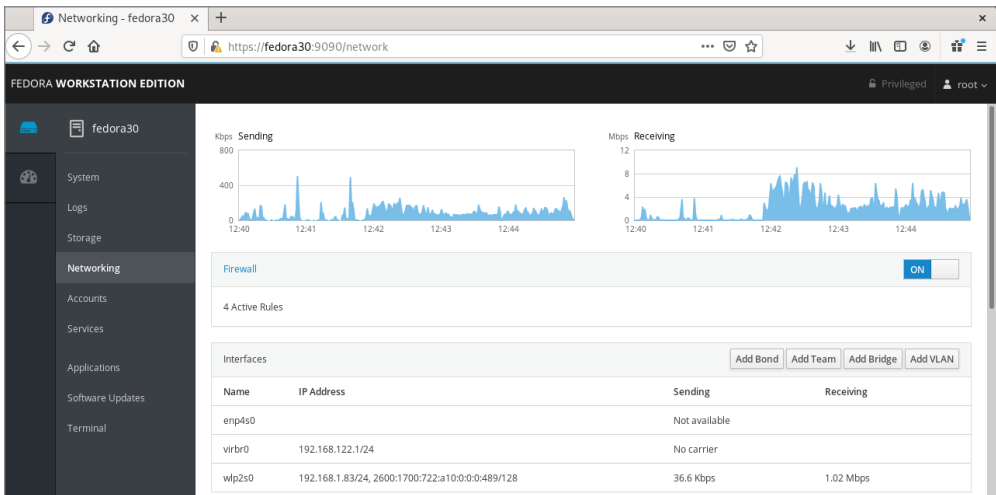 Networking - fedora30
https://fedora30:9090/network
FEDORA WORKSTATION EDITION
Privileged
root
fedora30
System
Logs
Storage
Networking
Accounts
Services
Applications
Software Updates
Terminal
Kbps Sending
800
400
0
12:40 12:41 12:42 12:43 12:44
Mbps Receiving
12
8
4
0
12:40 12:41 12:42 12:43 12:44
Firewall ON
4 Active Rules
Interfaces Add Bond Add Team Add Bridge Add VLAN
Name IP Address Sending Receiving
enp4s0 Not available
virbr0 192.168.122.1/24 No carrier
wlp2s0 192.168.1.83/24, 2600:1700:722:a10:0:0:0:489/128 36.6 Kbps 1.02 Mbps